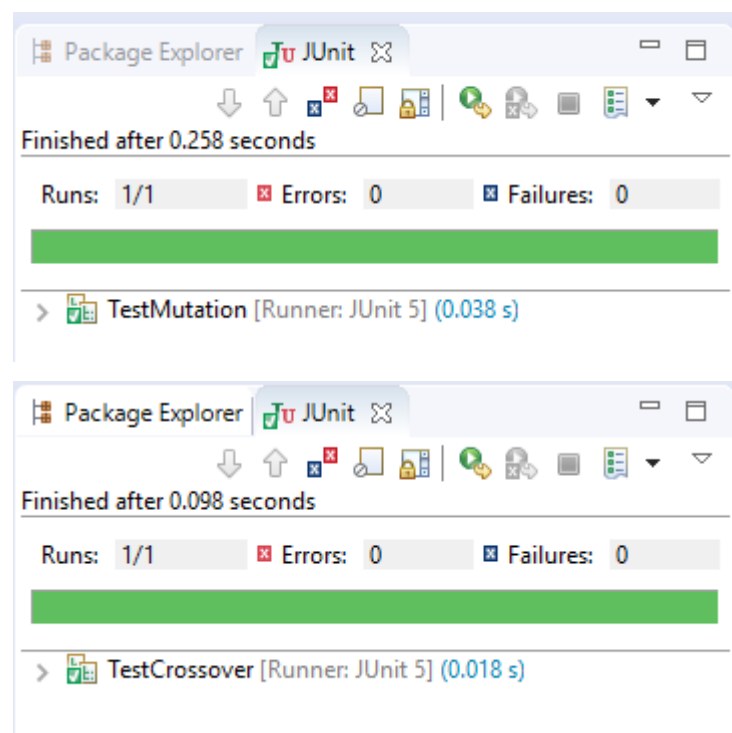 Package Explorer JUnit
Finished after 0.258 seconds
Runs: 1/1 Errors: 0 Failures: 0
TestMutation [Runner: JUnit 5] (0.038 s)
Package Explorer JUnit
Finished after 0.098 seconds
Runs: 1/1 Errors: 0 Failures: 0
TestCrossover [Runner: JUnit 5] (0.018 s)